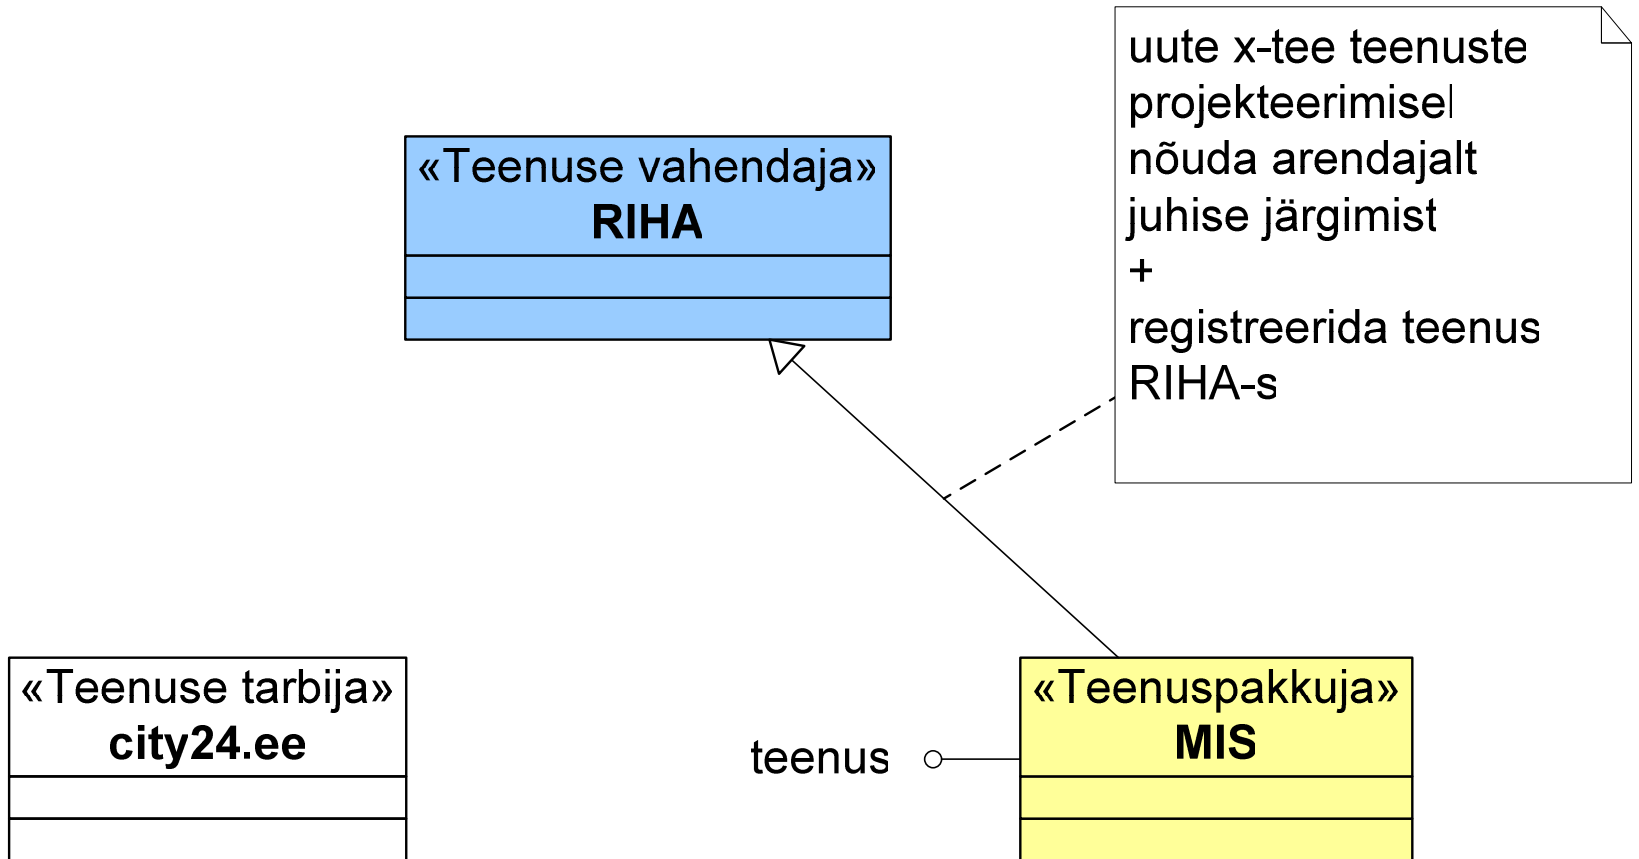 uute x-tee teenuste
projekteerimisel
nõuda arendajalt
juhise järgimist
+
registreerida teenus
RIHA-s
«Teenuse vahendaja»
RIHA
«Teenuse tarbija»
city24.ee
teenus
«Teenuspakkuja»
MIS